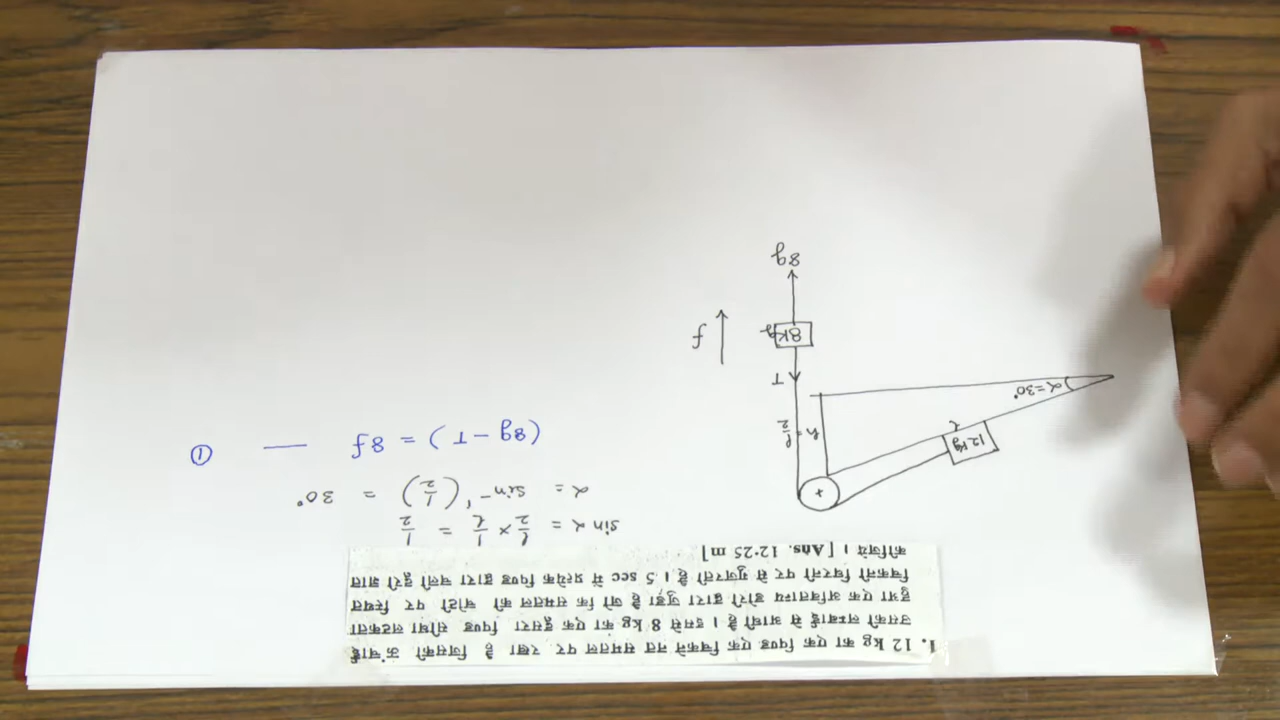 1. 12 kg का एक पिण्ड एक चिकने नत समतल पर रखा है जिसकी ऊंचाई
उसकी लम्बाई से आधी है। इससे 8 kg का एक दूसरा पिण्ड सीधा लटकता
हुआ एक अवितान्य डोरी द्वारा जुड़ा है जो कि समतल की चोटी पर स्थित
चिकनी घिरनी पर से गुजरती है। 5 sec में प्रत्येक पिण्ड द्वारा चली दूरी ज्ञात
कीजिये। [Ans. 12·25 m]
sin α = l/2 × 1/l = 1/2
α = sin⁻¹(1/2) = 30°
(8g − T) = 8f — ①
12 kg
l
h = l/2
α=30°
T
8kg
f
8g